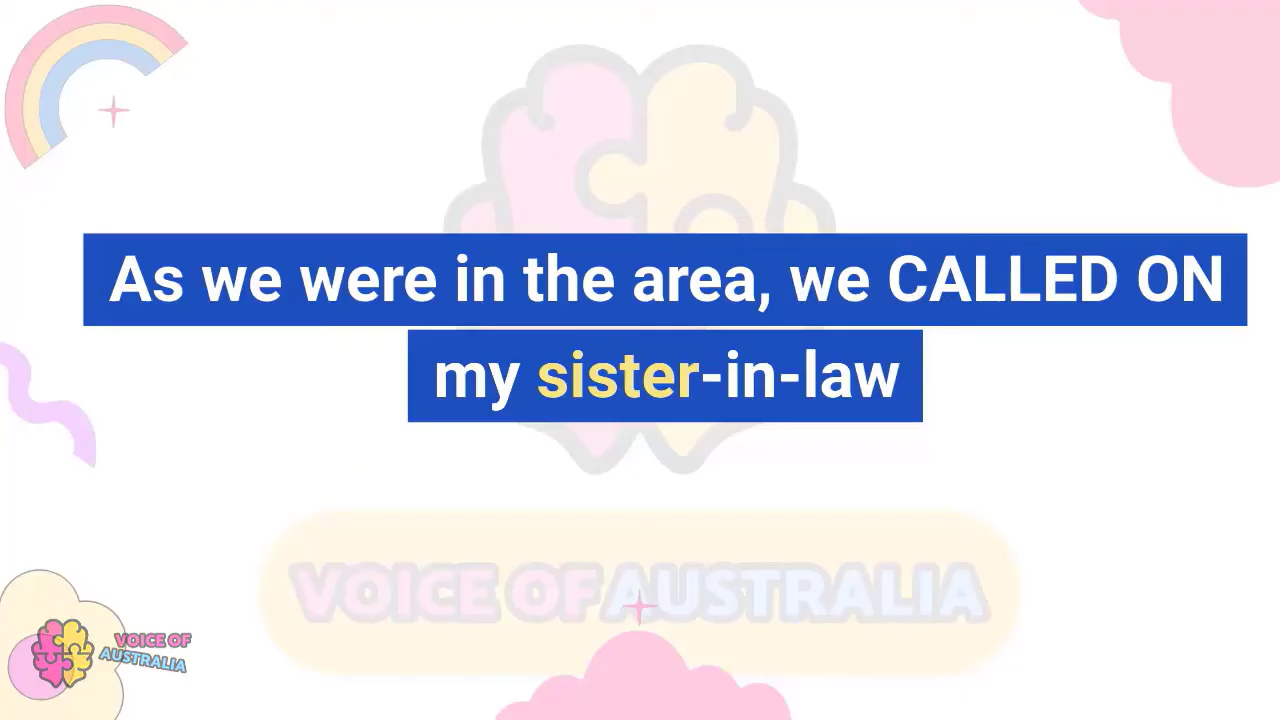 As we were in the area, we CALLED ON
my sister-in-law
VOICE OF AUSTRALIA
VOICE OF
AUSTRALIA